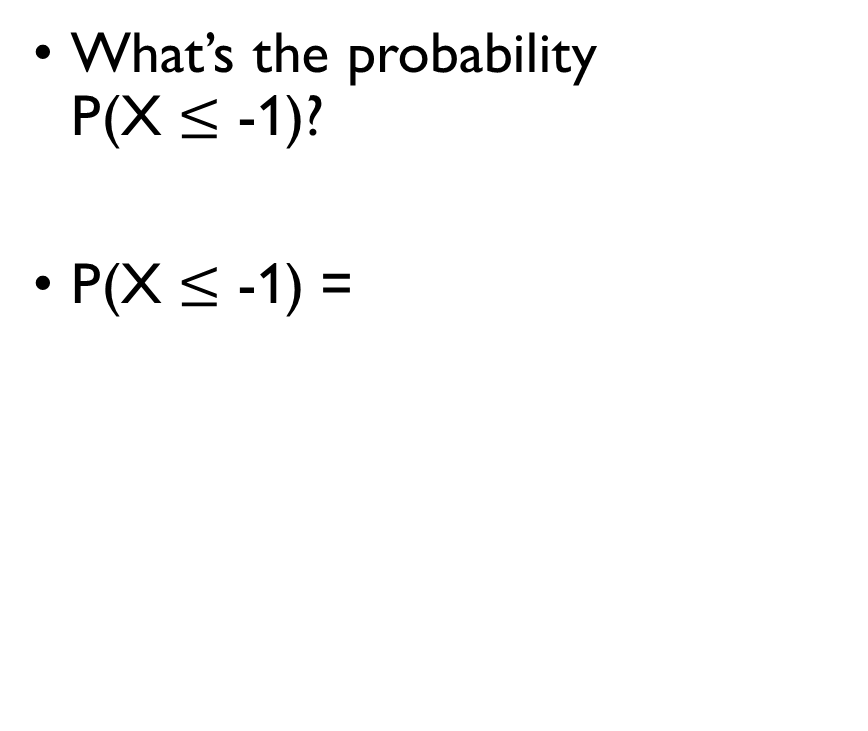 • What’s the probability
P(X ≤ -1)?
• P(X ≤ -1) =